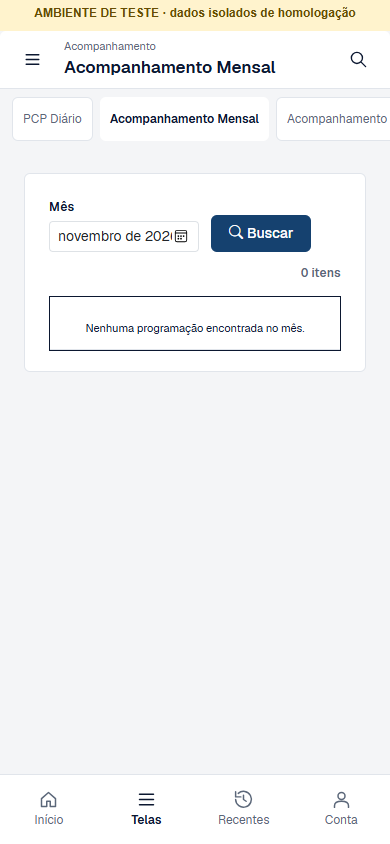 AMBIENTE DE TESTE · dados isolados de homologação
Acompanhamento
Acompanhamento Mensal
PCP Diário
Acompanhamento Mensal
Acompanhamento
Mês
novembro de 202
Buscar
0 itens
Nenhuma programação encontrada no mês.
Início
Telas
Recentes
Conta